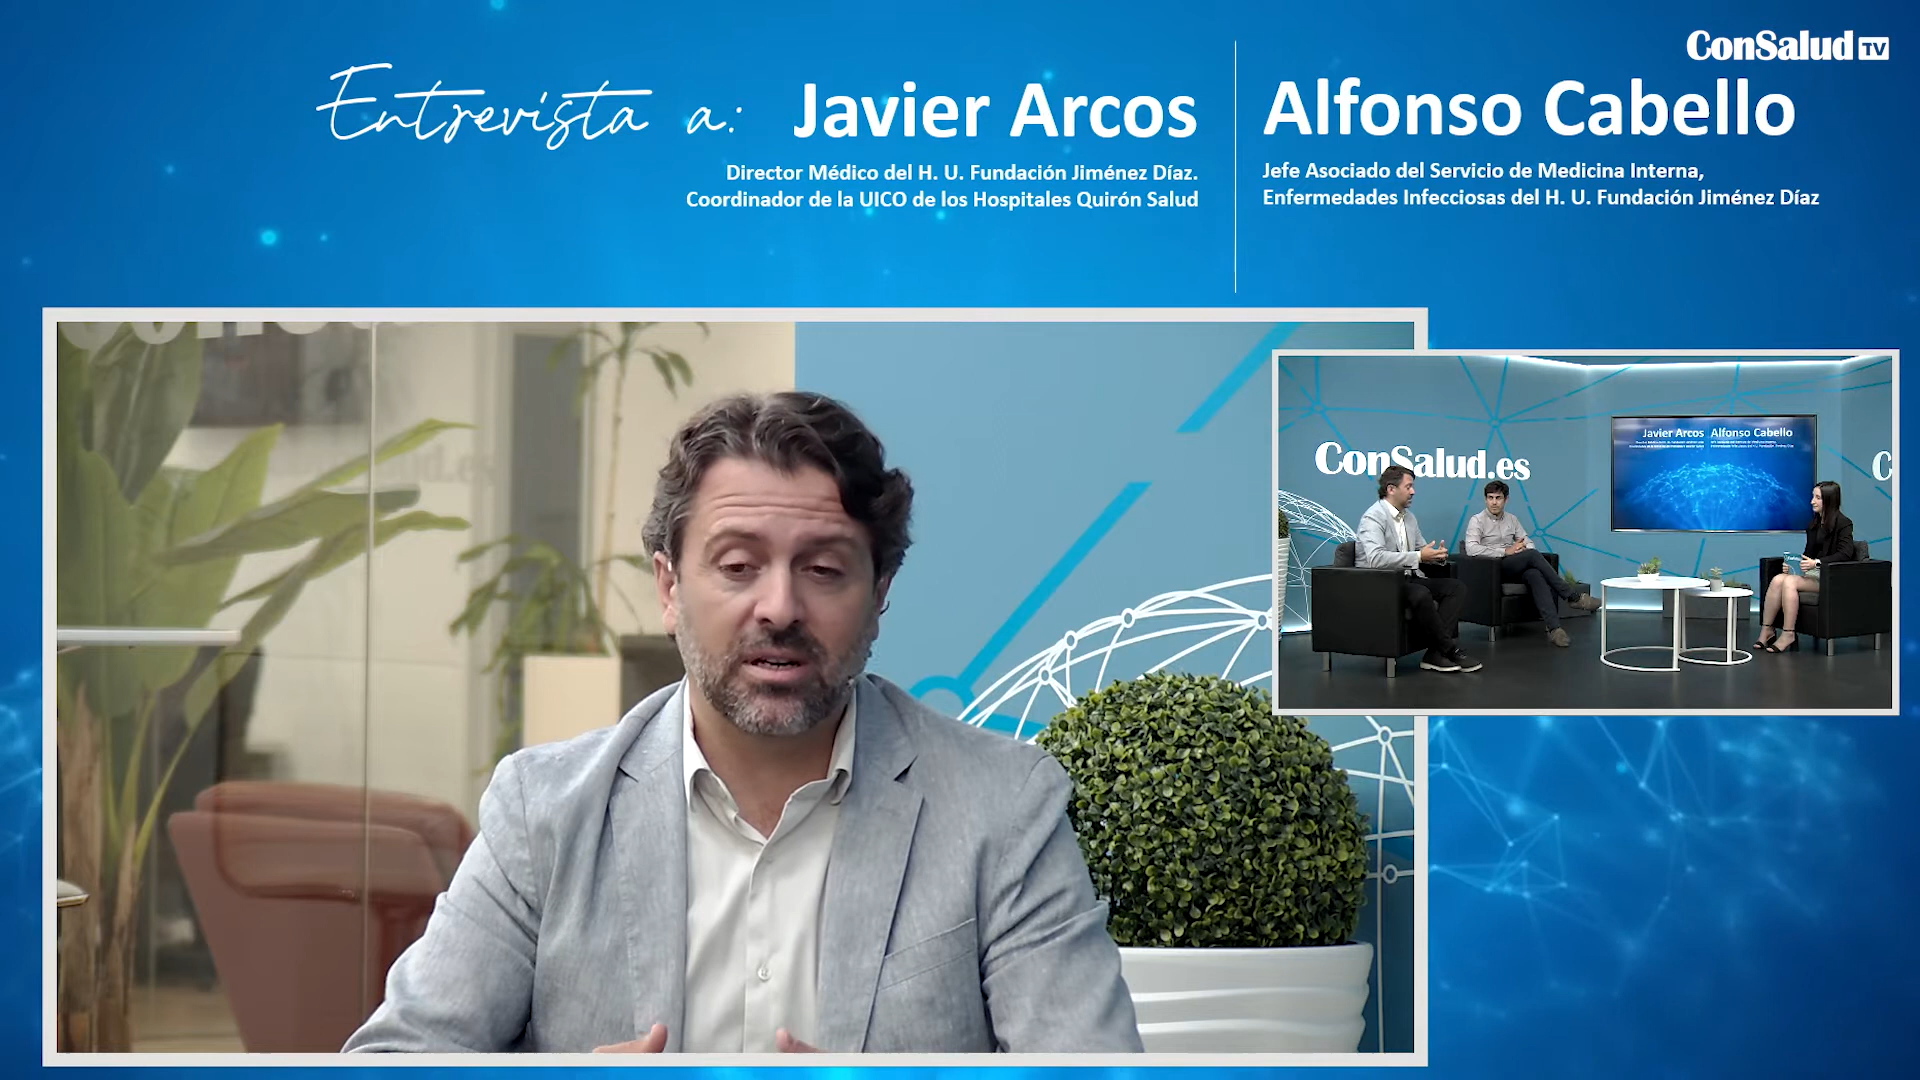 ConSalud TV
Entrevista a:
Javier Arcos
Director Médico del H. U. Fundación Jiménez Díaz.
Coordinador de la UICO de los Hospitales Quirón Salud
Alfonso Cabello
Jefe Asociado del Servicio de Medicina Interna,
Enfermedades Infecciosas del H. U. Fundación Jiménez Díaz
ConSalud.es
Javier Arcos
Alfonso Cabello